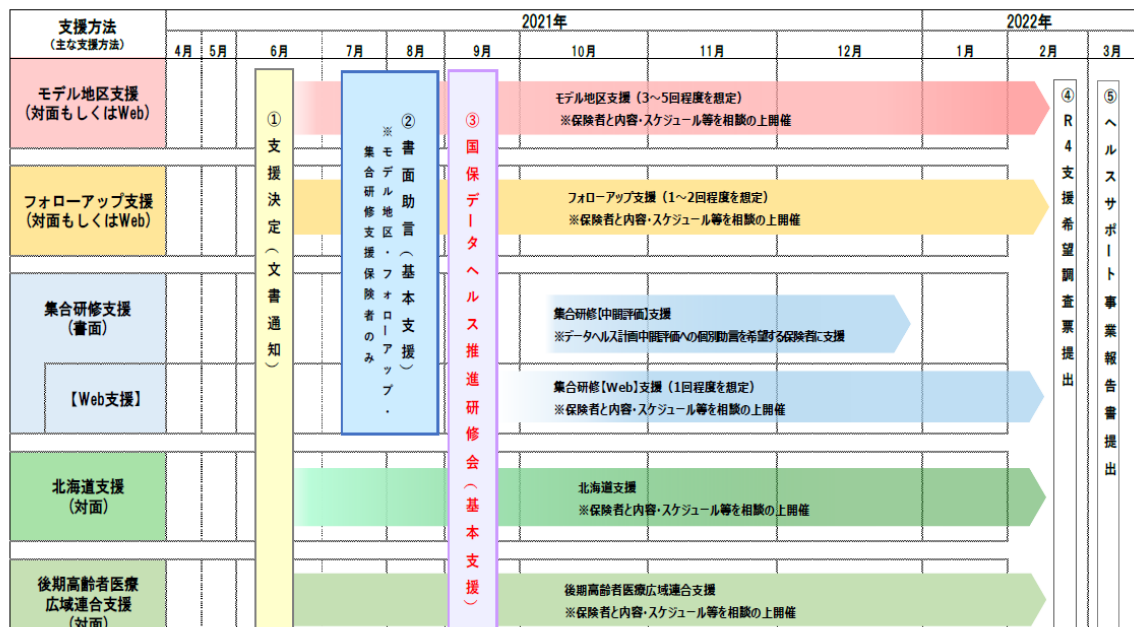 支援方法
(主な支援方法)
2021年
2022年
4月
5月
6月
7月
8月
9月
10月
11月
12月
1月
2月
3月
モデル地区支援
(対面もしくはWeb)
モデル地区支援（3～5回程度を想定）
※保険者と内容・スケジュール等を相談の上開催
フォローアップ支援
(対面もしくはWeb)
フォローアップ支援（1～2回程度を想定）
※保険者と内容・スケジュール等を相談の上開催
集合研修支援
(書面)
集合研修【中間評価】支援
※データヘルス計画中間評価への個別助言を希望する保険者に支援
【Web支援】
集合研修【Web】支援（1回程度を想定）
※保険者と内容・スケジュール等を相談の上開催
北海道支援
(対面)
北海道支援
※保険者と内容・スケジュール等を相談の上開催
後期高齢者医療
広域連合支援
(対面)
後期高齢者医療広域連合支援
※保険者と内容・スケジュール等を相談の上開催
①支援決定（文書通知）
②書面助言（基本支援）
※モデル地区・フォローアップ・
集合研修支援保険者のみ
③国保データヘルス推進研修会（基本支援）
④R4支援希望調査票提出
⑤ヘルスサポート事業報告書提出